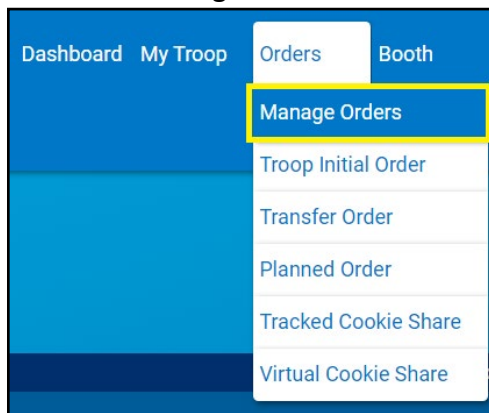 Dashboard My Troop Orders Booth
Manage Orders
Troop Initial Order
Transfer Order
Planned Order
Tracked Cookie Share
Virtual Cookie Share